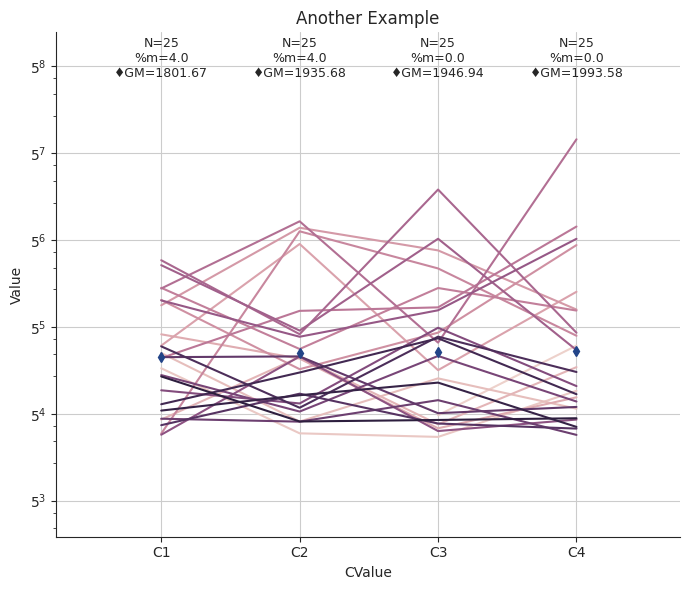 Another Example
N=25 N=25 N=25 N=25
%m=4.0 %m=4.0 %m=0.0 %m=0.0
♦GM=1801.67 ♦GM=1935.68 ♦GM=1946.94 ♦GM=1993.58
5⁸
5⁷
5⁶
5⁵
5⁴
5³
Value
C1 C2 C3 C4
CValue